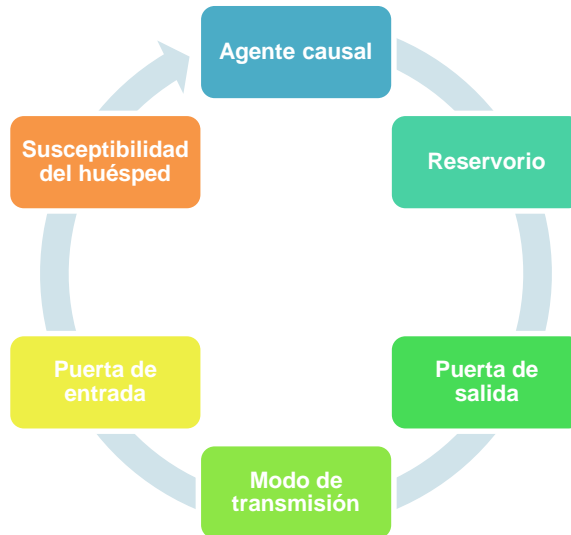 Agente causal
Reservorio
Puerta de
salida
Modo de
transmisión
Puerta de
entrada
Susceptibilidad
del huésped